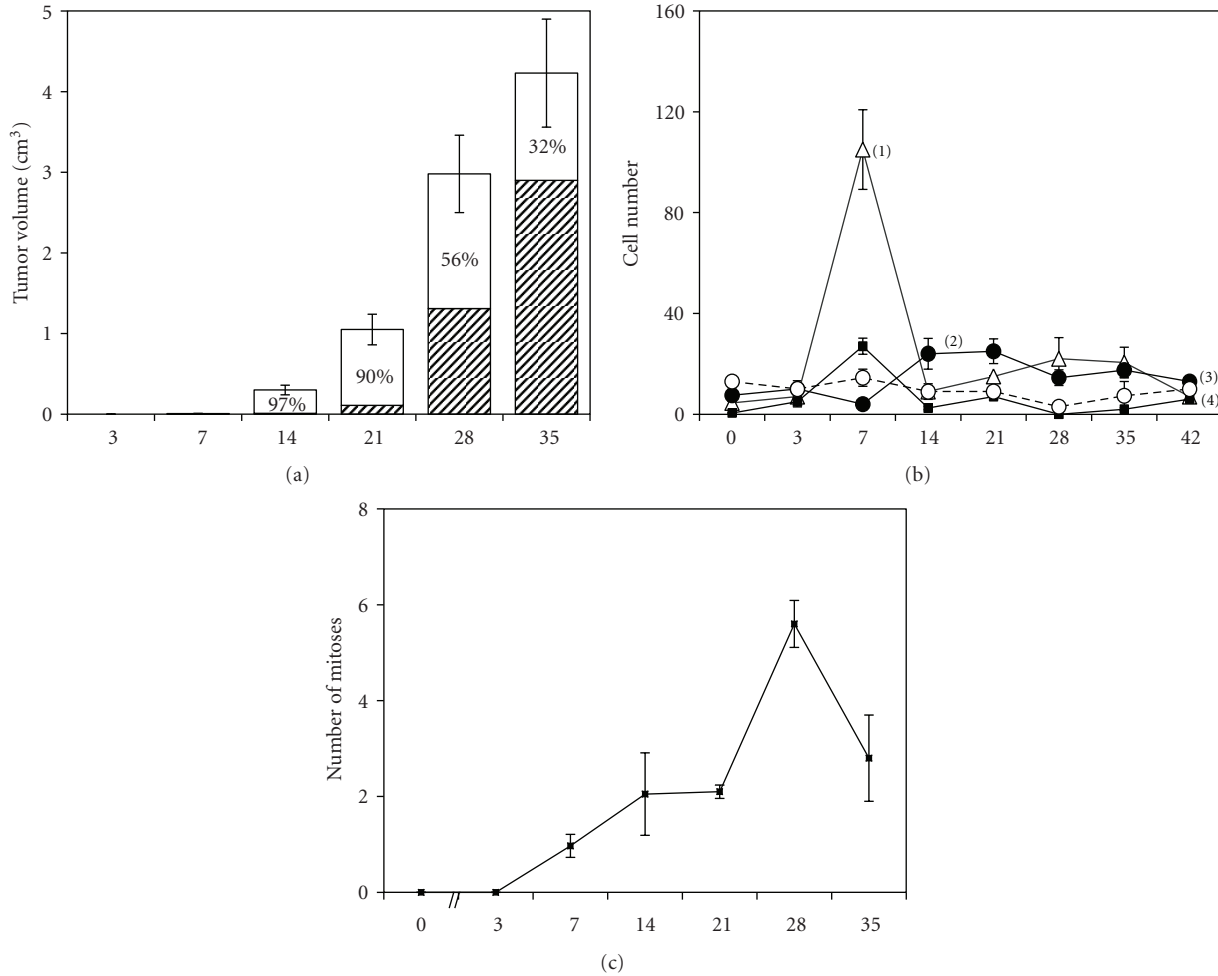 Tumor volume (cm³)
5
4
3
2
1
0
97%
90%
56%
32%
3 7 14 21 28 35
(a)
Cell number
160
120
80
40
0
(1)
(2)
(3)
(4)
0 3 7 14 21 28 35 42
(b)
Number of mitoses
8
6
4
2
0
0 3 7 14 21 28 35
(c)